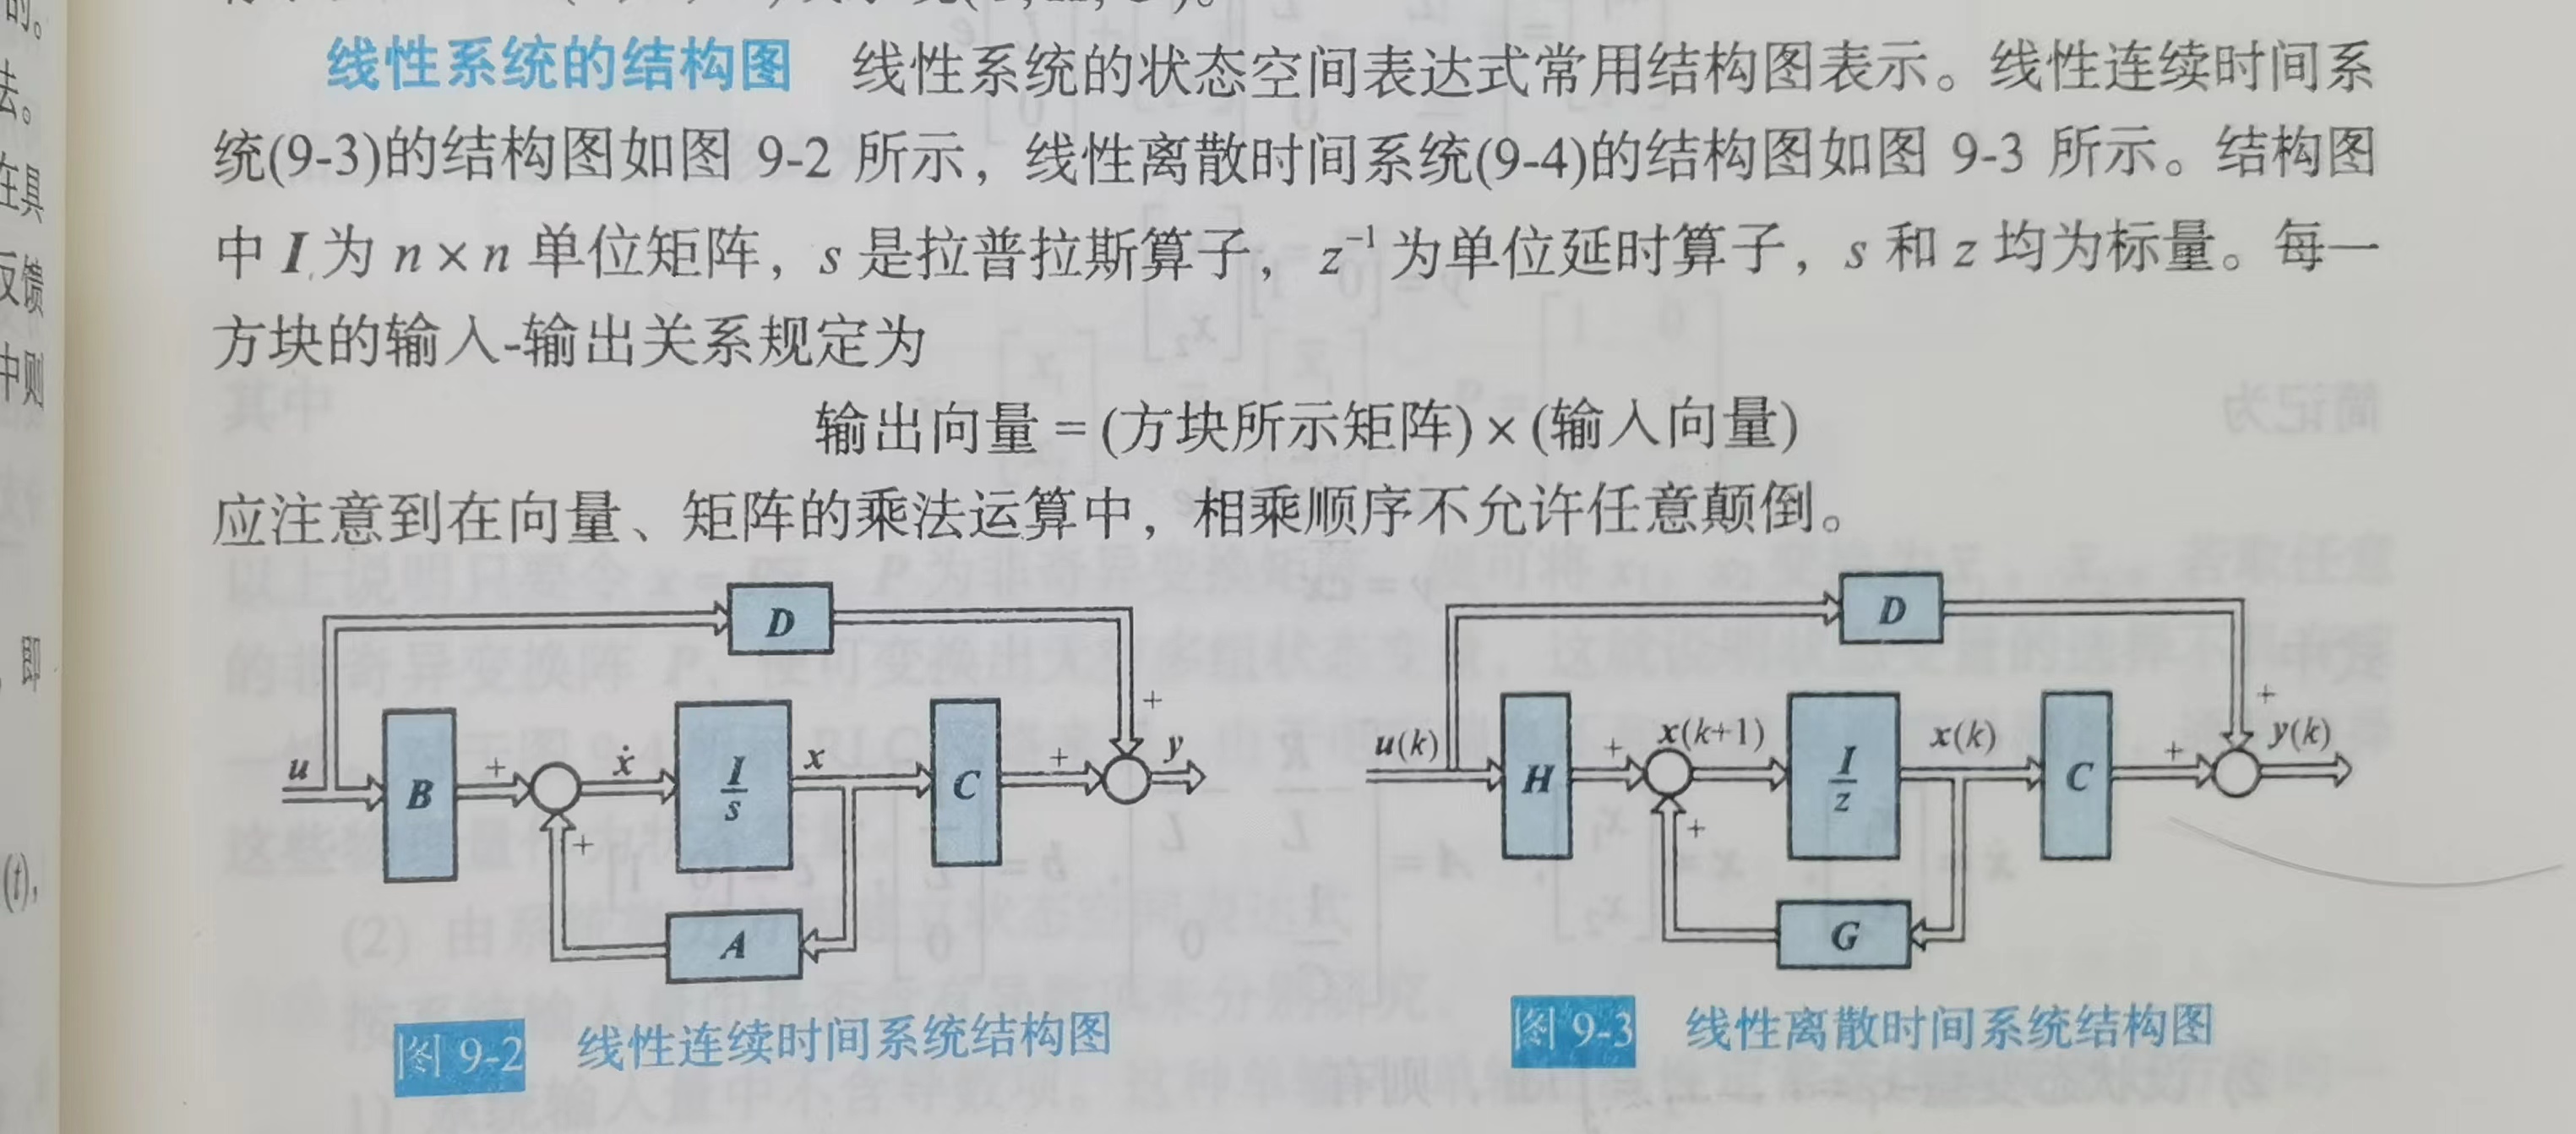 线性系统的结构图 线性系统的状态空间表达式常用结构图表示。线性连续时间系
统(9-3)的结构图如图 9-2 所示，线性离散时间系统(9-4)的结构图如图 9-3 所示。结构图
中 I 为 n×n 单位矩阵，s 是拉普拉斯算子，z⁻¹ 为单位延时算子，s 和 z 均为标量。每一
方块的输入-输出关系规定为
输出向量 = (方块所示矩阵) × (输入向量)
应注意到在向量、矩阵的乘法运算中，相乘顺序不允许任意颠倒。
D
+
u B + ẋ I/s x C + y
+
A
图 9-2 线性连续时间系统结构图
D
+
u(k) H + x(k+1) I/z x(k) C + y(k)
+
G
图 9-3 线性离散时间系统结构图
的。
法。
在具
反馈
中则
，即
(t),